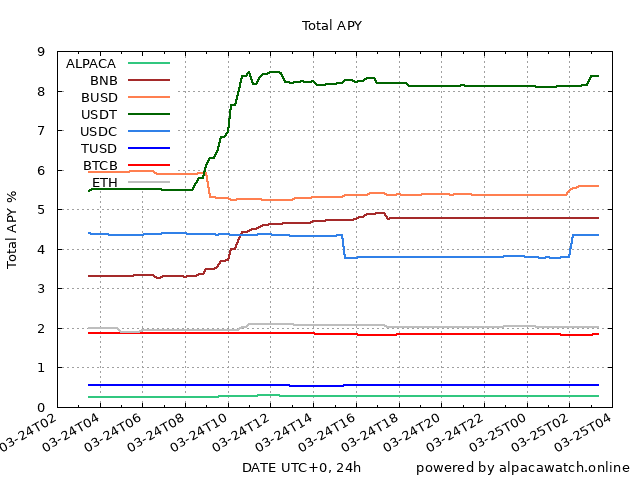 Total APY
Total APY %
9
8
7
6
5
4
3
2
1
0
ALPACA
BNB
BUSD
USDT
USDC
TUSD
BTCB
ETH
03-24T02
03-24T04
03-24T06
03-24T08
03-24T10
03-24T12
03-24T14
03-24T16
03-24T18
03-24T20
03-24T22
03-25T00
03-25T02
03-25T04
DATE UTC+0, 24h
powered by alpacawatch.online